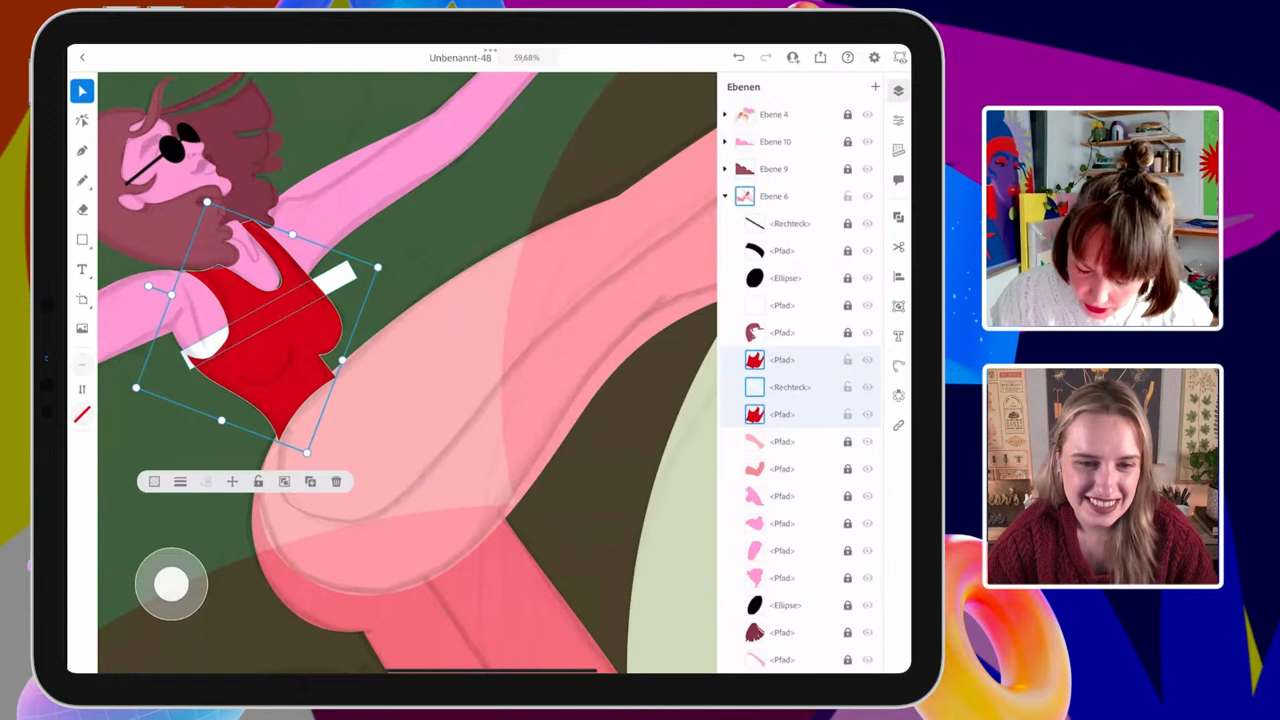 Unbenannt-48
59,68%
Ebenen
Ebene 4
Ebene 10
Ebene 9
Ebene 6
<Rechteck>
<Pfad>
<Ellipse>
<Pfad>
<Pfad>
<Pfad>
<Rechteck>
<Pfad>
<Pfad>
<Pfad>
<Pfad>
<Pfad>
<Pfad>
<Pfad>
<Ellipse>
<Pfad>
<Pfad>